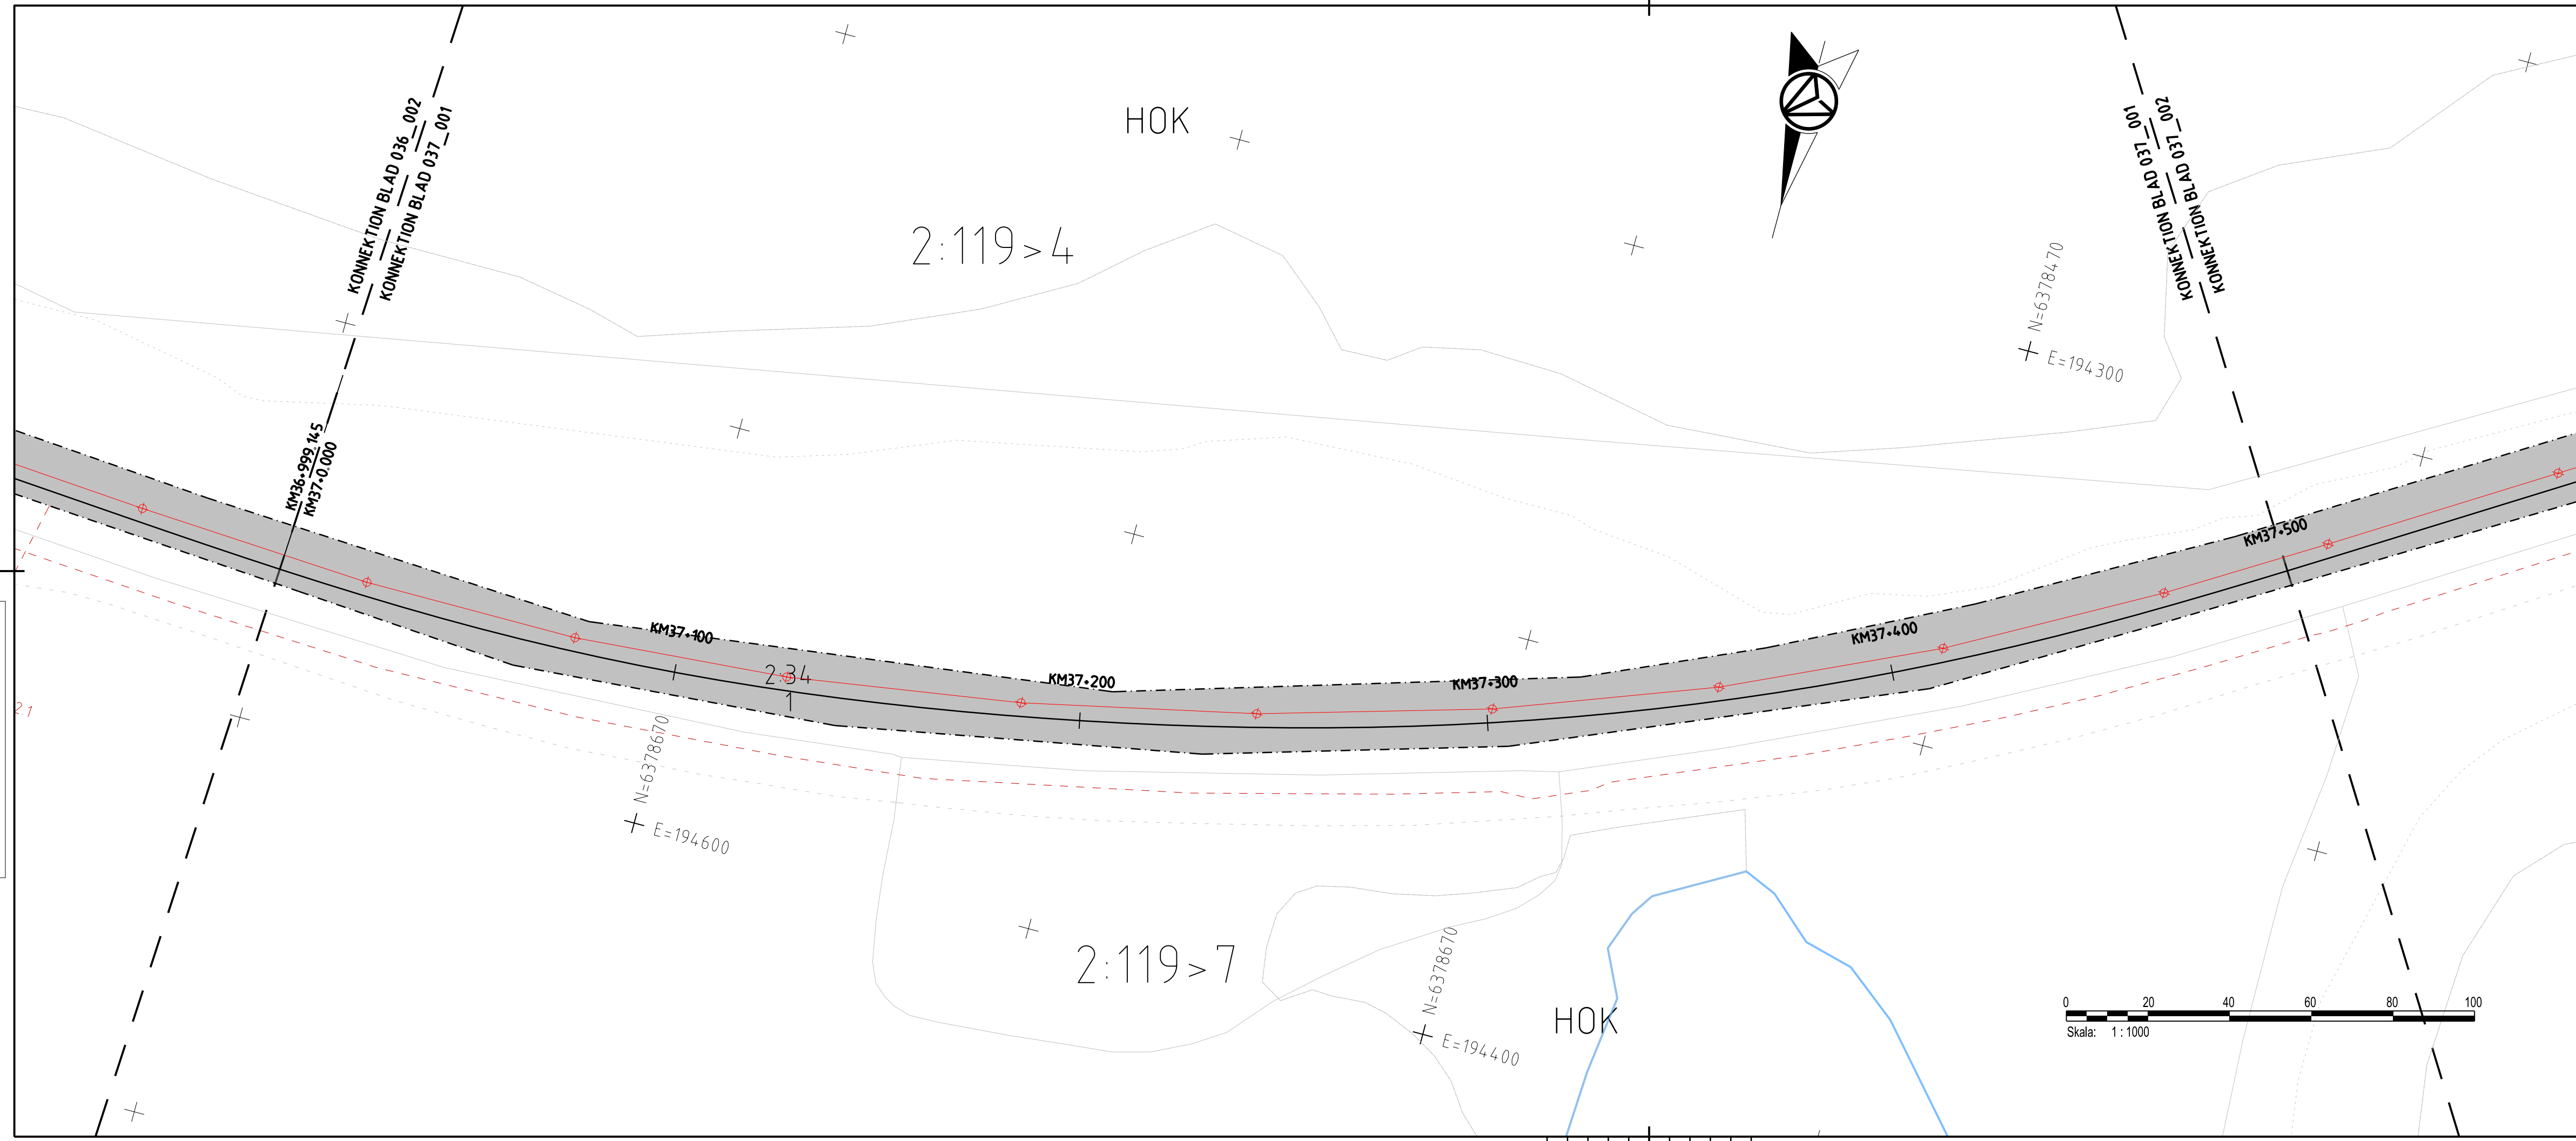 KONNEKTION BLAD 036_002
KONNEKTION BLAD 037_001
HOK
2:119>4
KONNEKTION BLAD 037_001
KONNEKTION BLAD 037_002
N=6378470
E=194300
KM36+999.145
KM37+0.000
KM37+100
KM37+200
KM37+300
KM37+400
KM37+500
2:34
1
2.1
N=6378670
E=194600
2:119>7
N=6378670
E=194400
HOK
0 20 40 60 80 100
Skala: 1 : 1000